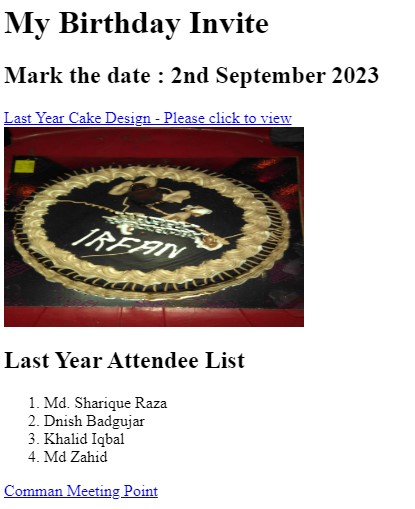 My Birthday Invite
Mark the date : 2nd September 2023
Last Year Cake Design - Please click to view
IRFAN
Last Year Attendee List
1. Md. Sharique Raza
2. Dnish Badgujar
3. Khalid Iqbal
4. Md Zahid
Comman Meeting Point